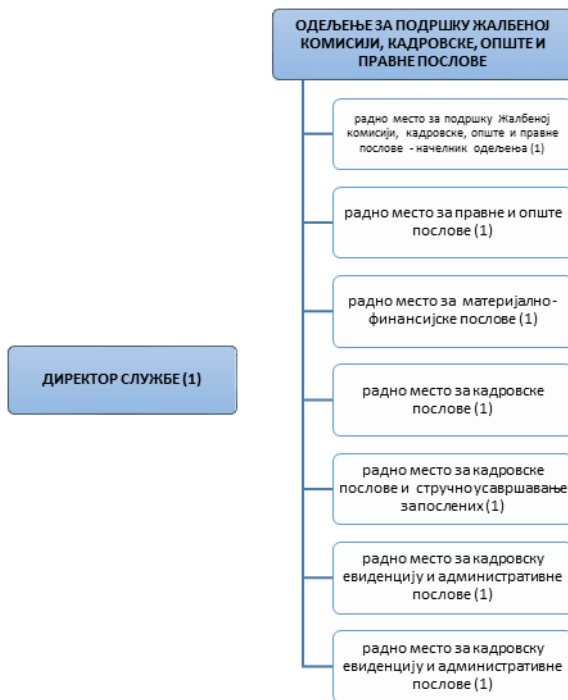 ОДЕЉЕЊЕ ЗА ПОДРШКУ ЖАЛБЕНОЈ
КОМИСИЈИ, КАДРОВСКЕ, ОПШТЕ И
ПРАВНЕ ПОСЛОВЕ
радно место за подршку Жалбеној
комисији, кадровске, опште и правне
послове - начелник одељења (1)
радно место за правне и опште
послове (1)
радно место за материјално-
финансијске послове (1)
ДИРЕКТОР СЛУЖБЕ (1)
радно место за кадровске
послове (1)
радно место за кадровске
послове и стручно усавршавање
запослених (1)
радно место за кадровску
евиденцију и административне
послове (1)
радно место за кадровску
евиденцију и административне
послове (1)